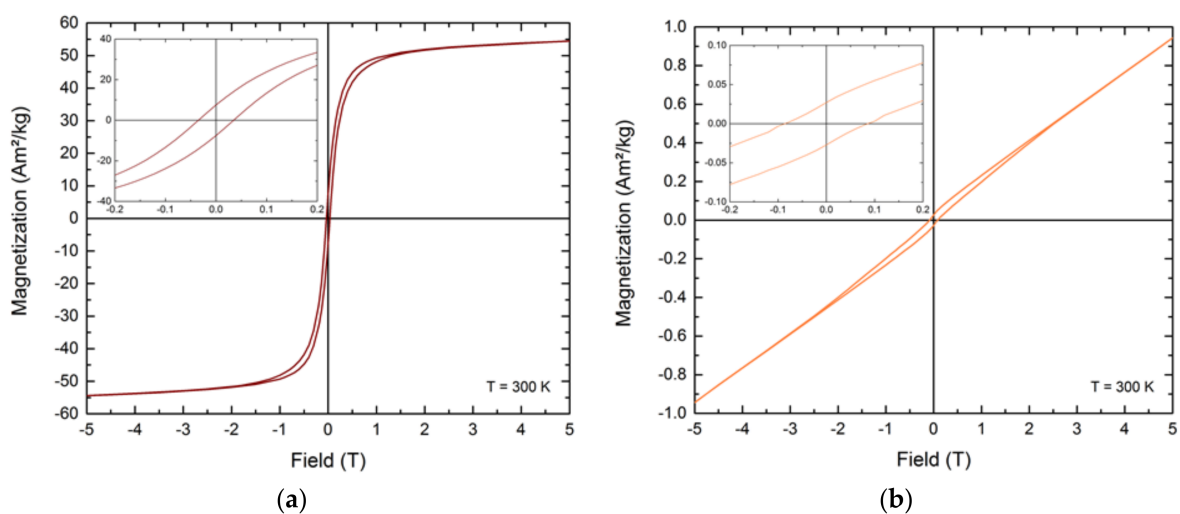 60
50
40
30
20
10
0
-10
-20
-30
-40
-50
-60
-5 -4 -3 -2 -1 0 1 2 3 4 5
Magnetization (Am²/kg)
Field (T)
T = 300 K
40
20
0
-20
-40
-0.2 -0.1 0.0 0.1 0.2
(a)
1.0
0.8
0.6
0.4
0.2
0.0
-0.2
-0.4
-0.6
-0.8
-1.0
-5 -4 -3 -2 -1 0 1 2 3 4 5
Magnetization (Am²/kg)
Field (T)
T = 300 K
0.10
0.05
0.00
-0.05
-0.10
-0.2 -0.1 0.0 0.1 0.2
(b)